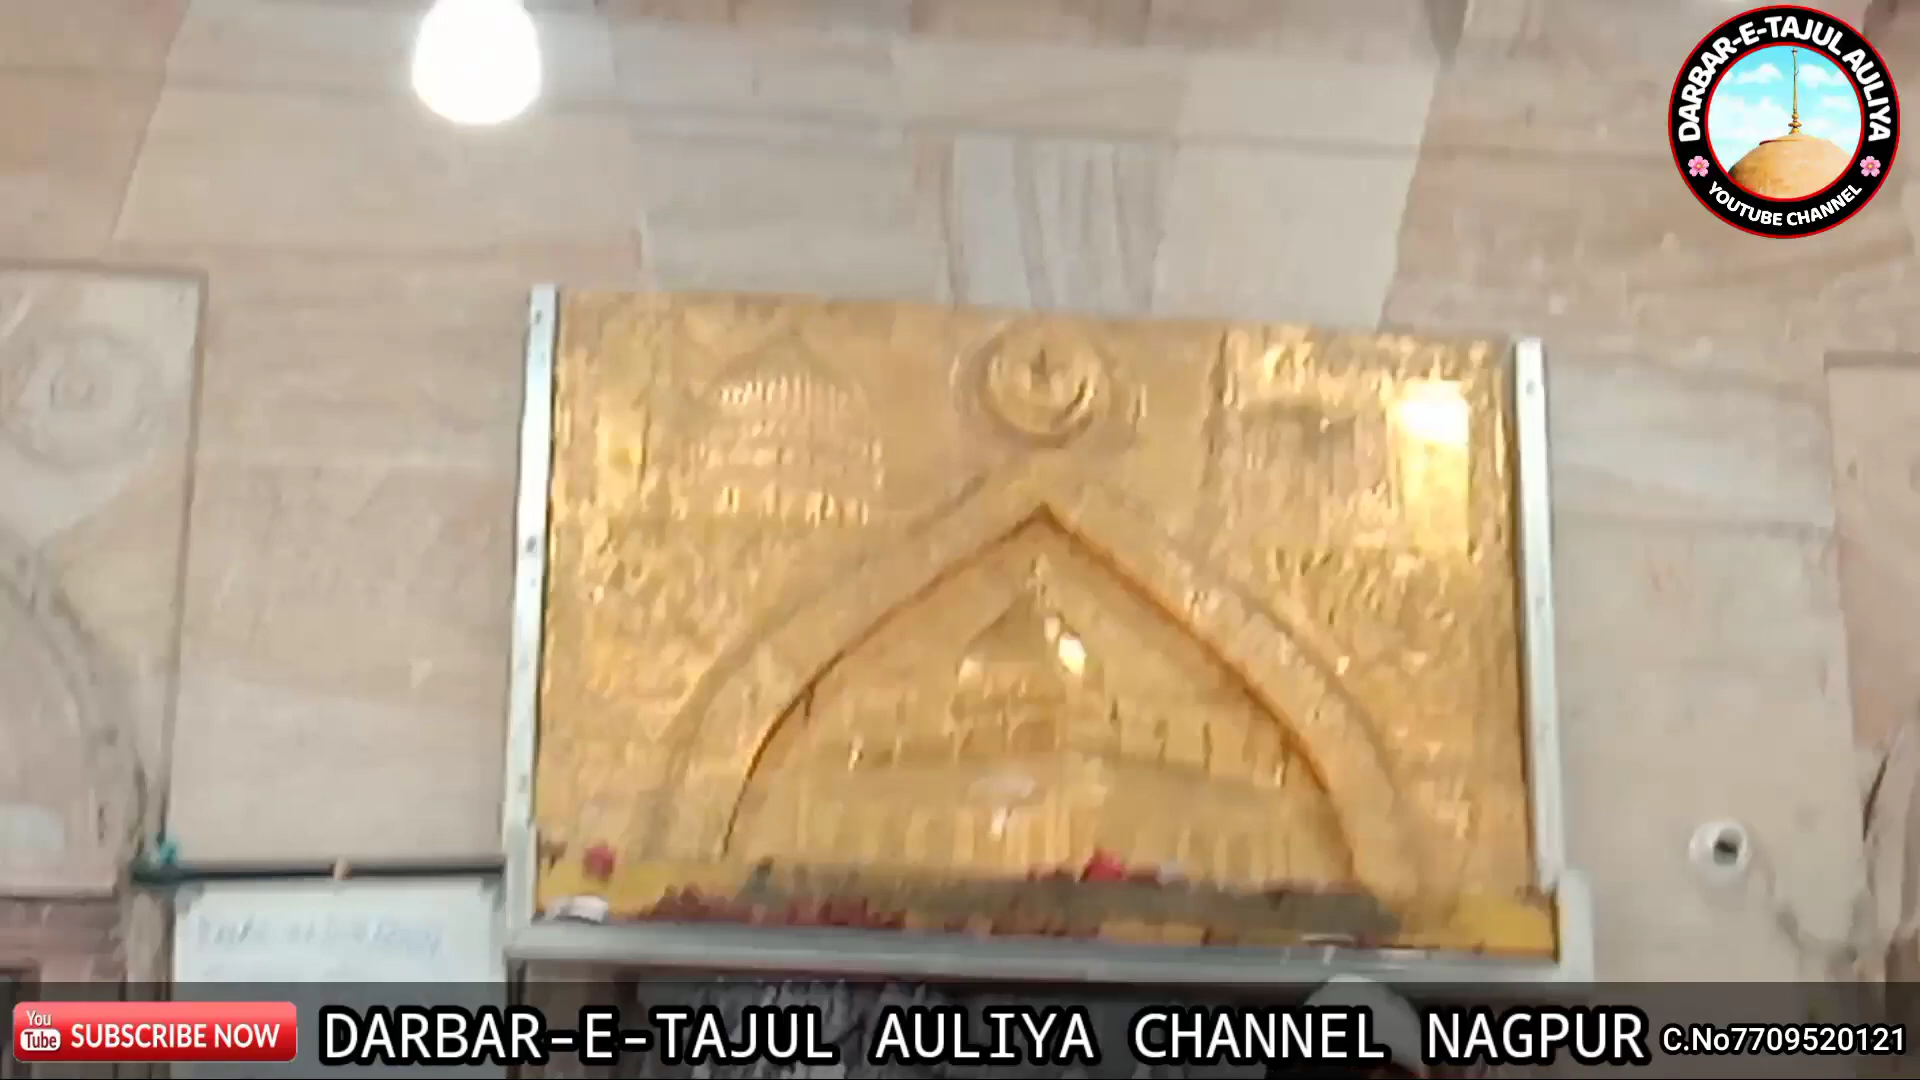 DARBAR-E-TAJUL AULIYA
YOUTUBE CHANNEL
You
Tube SUBSCRIBE NOW
DARBAR-E-TAJUL AULIYA CHANNEL NAGPUR
C.No7709520121